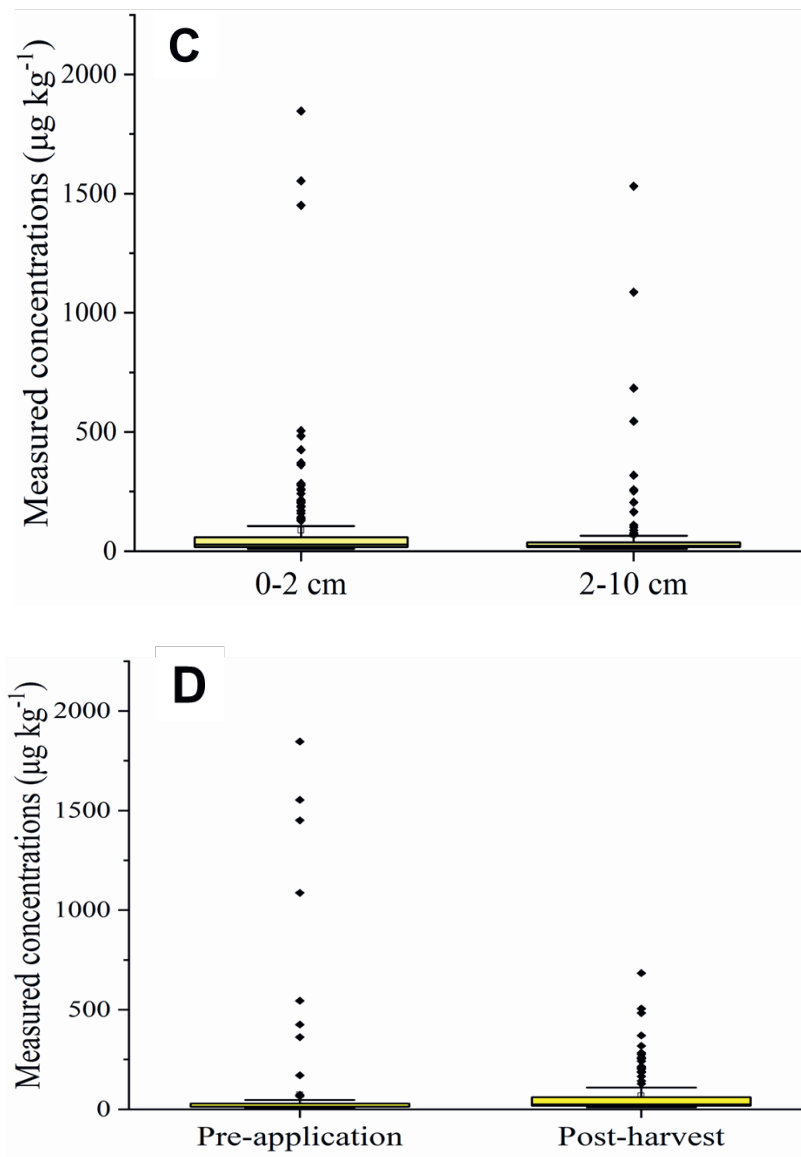 C
Measured concentrations (µg kg⁻¹)
2000
1500
1000
500
0
0-2 cm
2-10 cm
D
Measured concentrations (µg kg⁻¹)
2000
1500
1000
500
0
Pre-application
Post-harvest